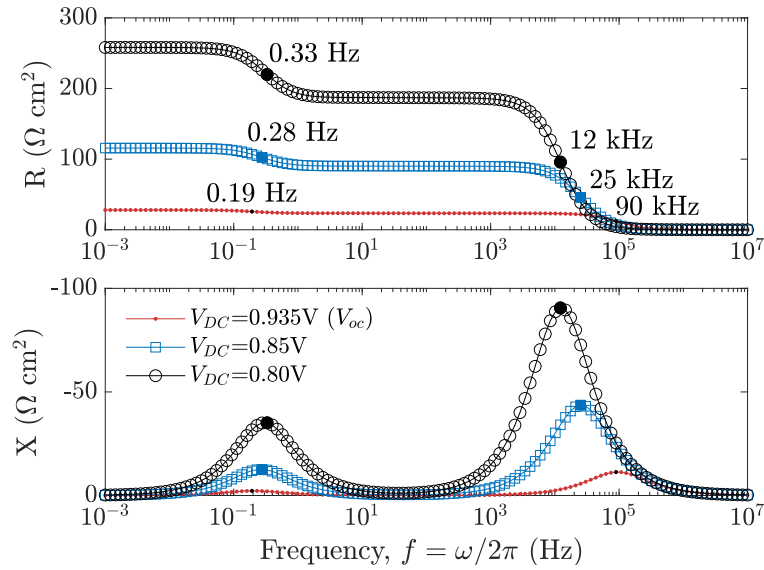 300
200
100
0
R (Ω cm²)
0.33 Hz
0.28 Hz
0.19 Hz
12 kHz
25 kHz
90 kHz
10⁻³ 10⁻¹ 10¹ 10³ 10⁵ 10⁷
-100
-50
0
X (Ω cm²)
V_DC=0.935V (V_oc)
V_DC=0.85V
V_DC=0.80V
10⁻³ 10⁻¹ 10¹ 10³ 10⁵ 10⁷
Frequency, f = ω/2π (Hz)